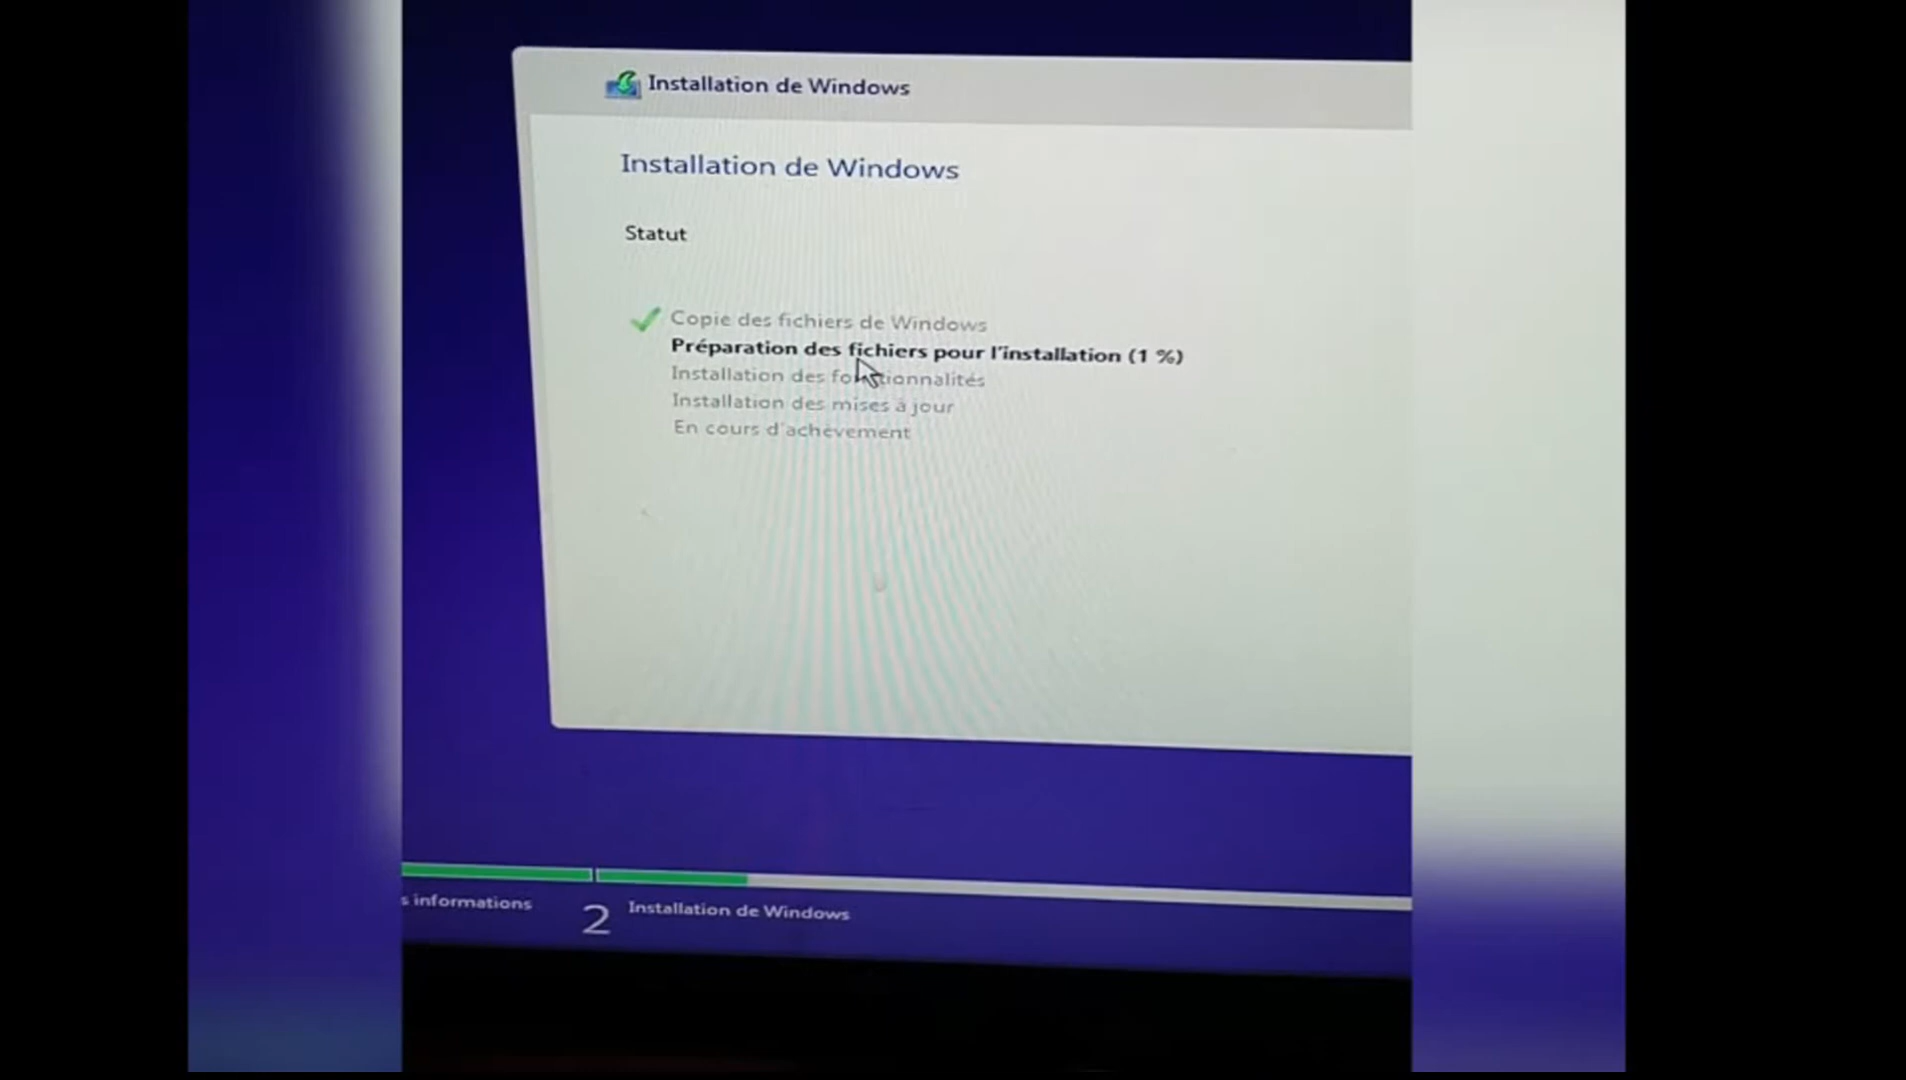 Installation de Windows
Installation de Windows
Statut
Copie des fichiers de Windows
Préparation des fichiers pour l'installation (1 %)
Installation des fonctionnalités
Installation des mises à jour
En cours d'achèvement
s informations
2 Installation de Windows